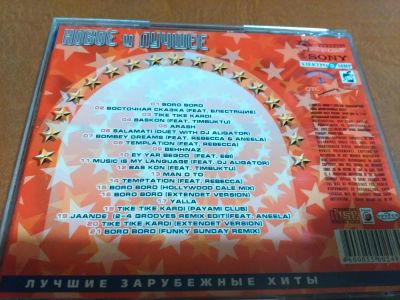 НОВОЕ И ЛУЧШЕЕ
SONY
01 BORO BORO
02 ВОСТОЧНАЯ СКАЗКА (FEAT. БЛЕСТЯЩИЕ)
03 TIKE TIKE KARDI
04 BASKON (FEAT. TIMBUKTU)
05 ARASH
06 SALAMATI (DUET WITH DJ ALIGATOR)
07 BOMBEY DREAMS (FEAT. REBECCA & ANEELA)
08 TEMPTATION (FEAT. REBECCA)
09 BEHNNAZ
10 EY YAR BEGOO (FEAT. EBI)
11 MUSIC IS MY LANGUAGE (FEAT. DJ ALIGATOR)
12 BAS KON (FEAT. TIMBUKTU)
13 MAN O TO
14 TEMPTATION (FEAT. REBECCA)
15 BORO BORO (HOLLYWOOD CALE MIX)
16 BORO BORO (EXTENDET VERSION)
17 YALLA
18 TIKE TIKE KARDI (PAYAMI CLUB)
19 JAANDE (2-4 GROOVES REMIX EDIT)(FEAT. ANEELA)
20 TIKE TIKE KARDI (EXTENDET VERSION)
21 BORO BORO (FUNKY SUNDAY REMIX)
ЛУЧШИЕ ЗАРУБЕЖНЫЕ ХИТЫ